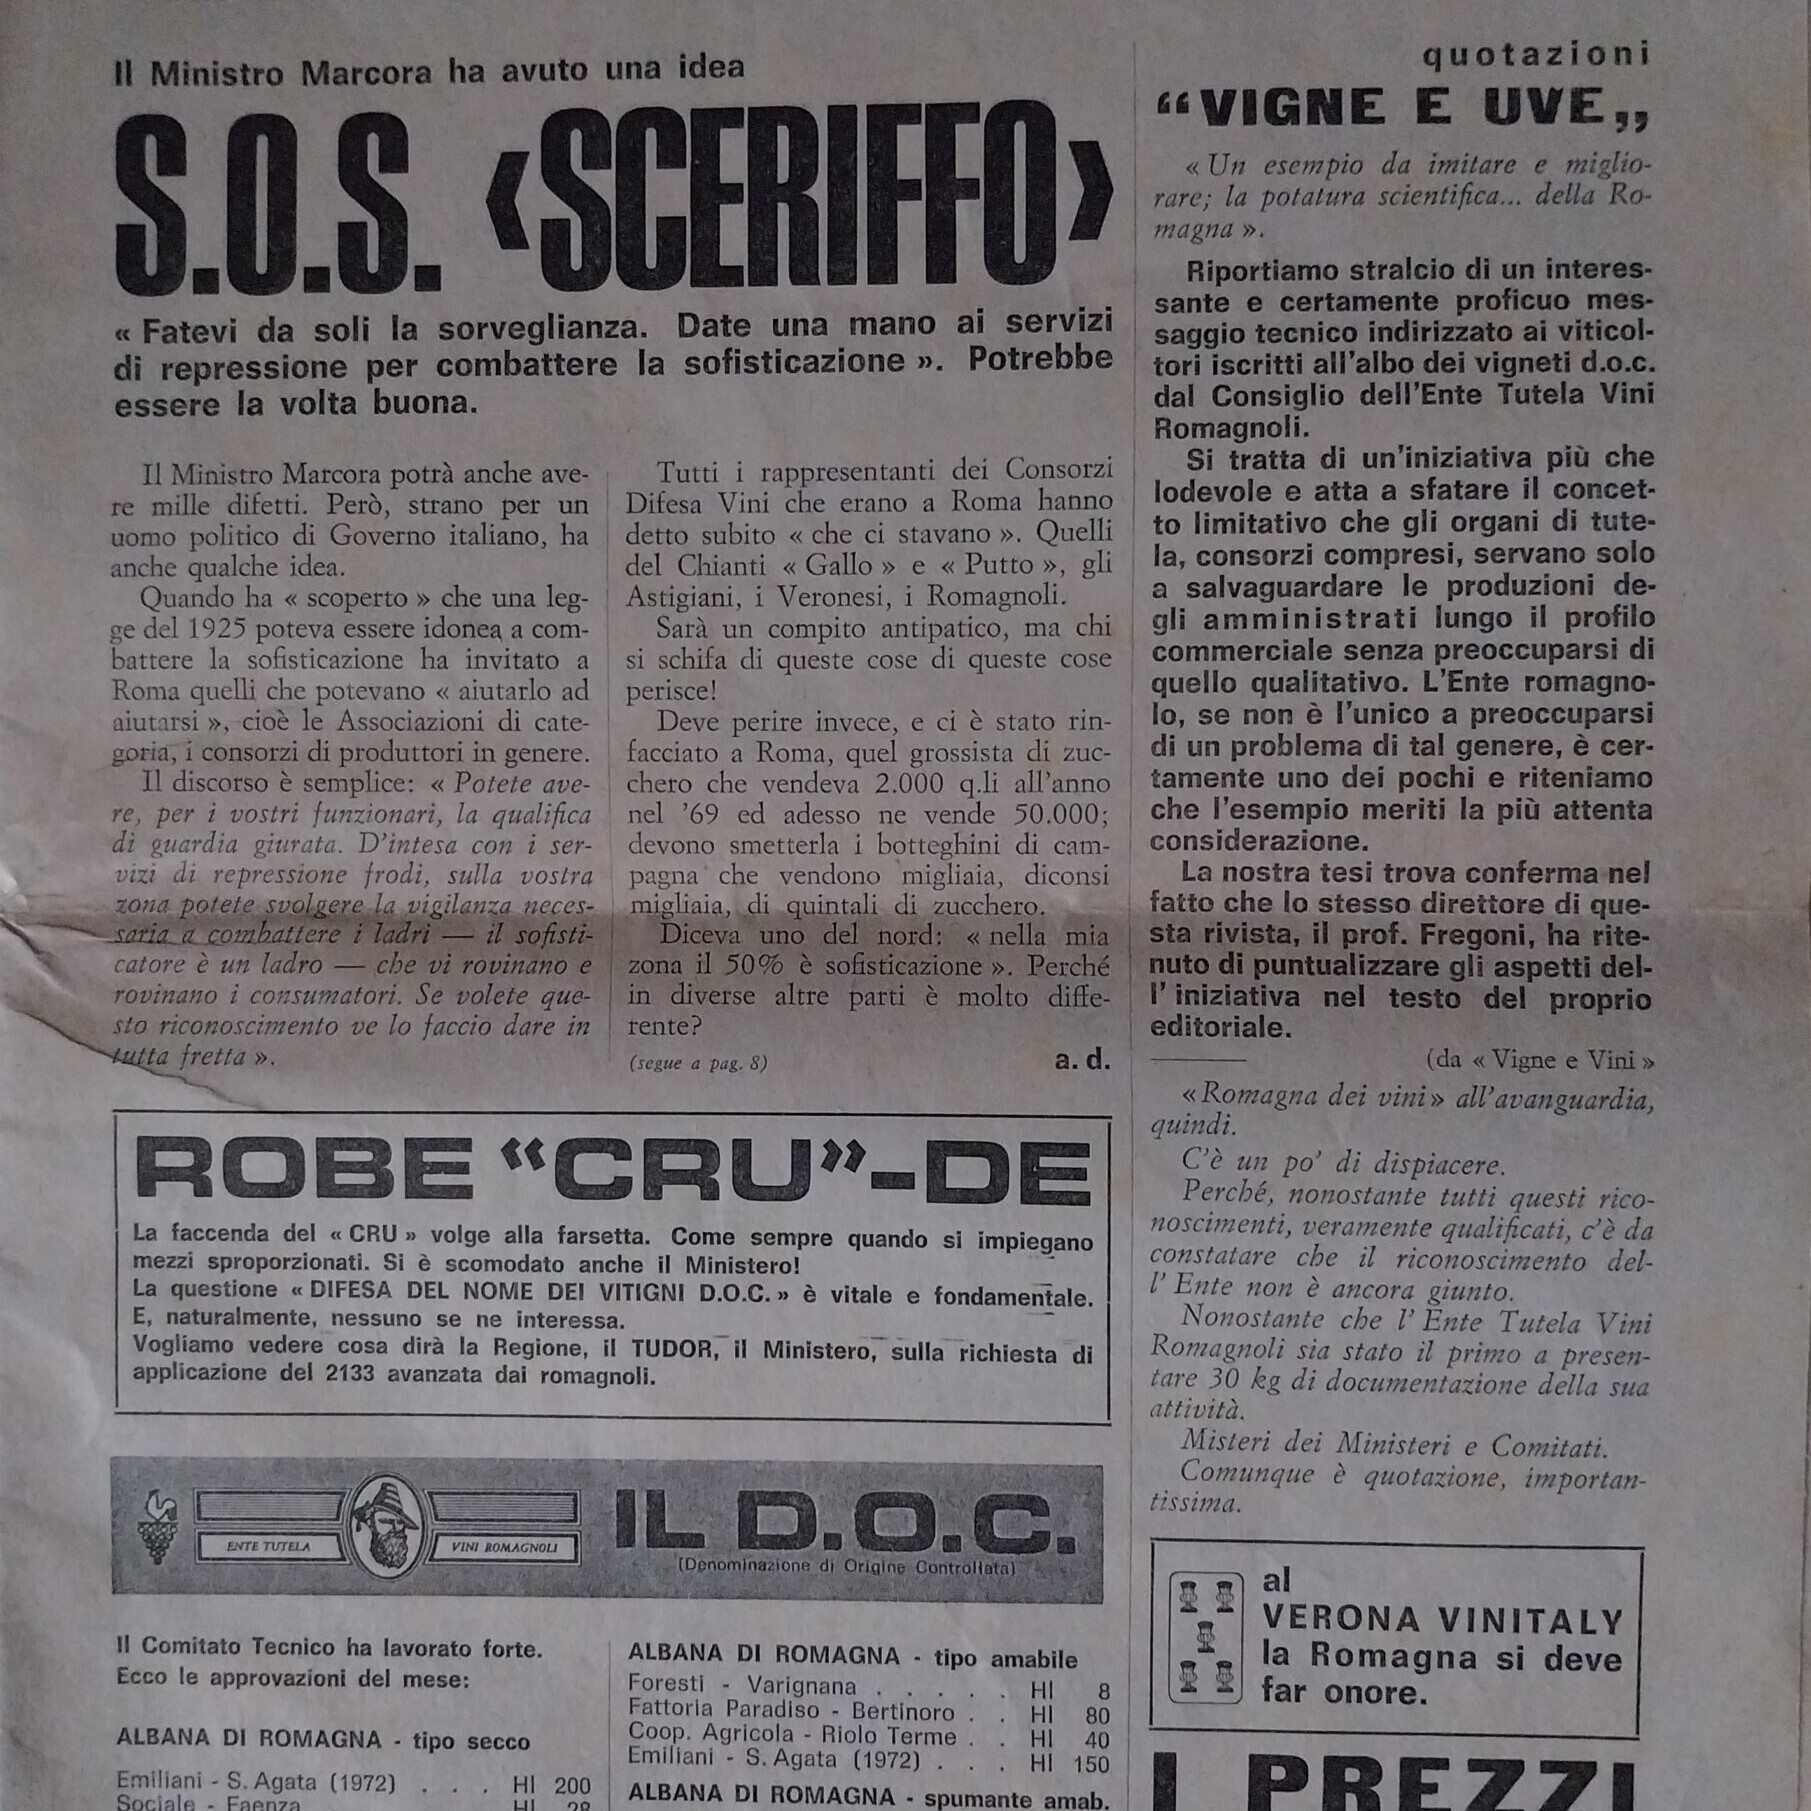 Il Ministro Marcora ha avuto una idea
S.O.S. ‹SCERIFFO›
« Fatevi da soli la sorveglianza. Date una mano ai servizi
di repressione per combattere la sofisticazione ». Potrebbe
essere la volta buona.
Il Ministro Marcora potrà anche ave-
re mille difetti. Però, strano per un
uomo politico di Governo italiano, ha
anche qualche idea.
Quando ha « scoperto » che una leg-
ge del 1925 poteva essere idonea a com-
battere la sofisticazione ha invitato a
Roma quelli che potevano « aiutarlo ad
aiutarsi », cioè le Associazioni di cate-
goria, i consorzi di produttori in genere.
Il discorso è semplice: « Potete ave-
re, per i vostri funzionari, la qualifica
di guardia giurata. D'intesa con i ser-
vizi di repressione frodi, sulla vostra
zona potete svolgere la vigilanza neces-
saria a combattere i ladri — il sofisti-
catore è un ladro — che vi rovinano e
rovinano i consumatori. Se volete que-
sto riconoscimento ve lo faccio dare in
tutta fretta ».
Tutti i rappresentanti dei Consorzi
Difesa Vini che erano a Roma hanno
detto subito « che ci stavano ». Quelli
del Chianti « Gallo » e « Putto », gli
Astigiani, i Veronesi, i Romagnoli.
Sarà un compito antipatico, ma chi
si schifa di queste cose di queste cose
perisce!
Deve perire invece, e ci è stato rin-
facciato a Roma, quel grossista di zuc-
chero che vendeva 2.000 q.li all'anno
nel '69 ed adesso ne vende 50.000;
devono smetterla i botteghini di cam-
pagna che vendono migliaia, diconsi
migliaia, di quintali di zucchero.
Diceva uno del nord: « nella mia
zona il 50% è sofisticazione ». Perché
in diverse altre parti è molto diffe-
rente?
(segue a pag. 8) a. d.
ROBE “CRU”-DE
La faccenda del « CRU » volge alla farsetta. Come sempre quando si impiegano
mezzi sproporzionati. Si è scomodato anche il Ministero!
La questione « DIFESA DEL NOME DEI VITIGNI D.O.C. » è vitale e fondamentale.
E, naturalmente, nessuno se ne interessa.
Vogliamo vedere cosa dirà la Regione, il TUDOR, il Ministero, sulla richiesta di
applicazione del 2133 avanzata dai romagnoli.
ENTE TUTELA VINI ROMAGNOLI
IL D.O.C.
(Denominazione di Origine Controllata)
Il Comitato Tecnico ha lavorato forte.
Ecco le approvazioni del mese:
ALBANA DI ROMAGNA - tipo secco
Emiliani - S. Agata (1972) . . . Hl 200
Sociale - Faenza Hl 28
ALBANA DI ROMAGNA - tipo amabile
Foresti - Varignana . . . . . Hl 8
Fattoria Paradiso - Bertinoro . . Hl 80
Coop. Agricola - Riolo Terme . . Hl 40
Emiliani - S. Agata (1972) . . . Hl 150
ALBANA DI ROMAGNA - spumante amab.
quotazioni
“VIGNE E UVE„
« Un esempio da imitare e miglio-
rare; la potatura scientifica... della Ro-
magna ».
Riportiamo stralcio di un interes-
sante e certamente proficuo mes-
saggio tecnico indirizzato ai viticol-
tori iscritti all'albo dei vigneti d.o.c.
dal Consiglio dell'Ente Tutela Vini
Romagnoli.
Si tratta di un'iniziativa più che
lodevole e atta a sfatare il concet-
to limitativo che gli organi di tute-
la, consorzi compresi, servano solo
a salvaguardare le produzioni de-
gli amministrati lungo il profilo
commerciale senza preoccuparsi di
quello qualitativo. L'Ente romagno-
lo, se non è l'unico a preoccuparsi
di un problema di tal genere, è cer-
tamente uno dei pochi e riteniamo
che l'esempio meriti la più attenta
considerazione.
La nostra tesi trova conferma nel
fatto che lo stesso direttore di que-
sta rivista, il prof. Fregoni, ha rite-
nuto di puntualizzare gli aspetti del-
l'iniziativa nel testo del proprio
editoriale.
(da « Vigne e Vini »
«Romagna dei vini» all'avanguardia,
quindi.
C'è un po' di dispiacere.
Perché, nonostante tutti questi rico-
noscimenti, veramente qualificati, c'è da
constatare che il riconoscimento del-
l'Ente non è ancora giunto.
Nonostante che l'Ente Tutela Vini
Romagnoli sia stato il primo a presen-
tare 30 kg di documentazione della sua
attività.
Misteri dei Ministeri e Comitati.
Comunque è quotazione, importan-
tissima.
al
VERONA VINITALY
la Romagna si deve
far onore.
I PREZZI